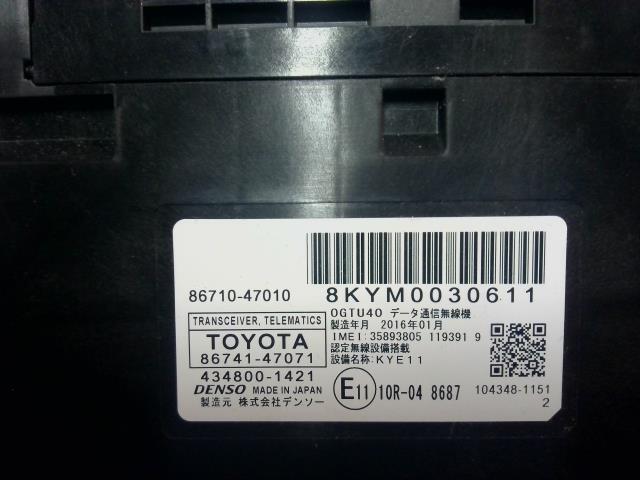 86710-47010
8KYM0030611
TRANSCEIVER, TELEMATICS
TOYOTA
86741-47071
434800-1421
DENSO MADE IN JAPAN
製造元 株式会社デンソー
0GTU40 データ通信無線機
製造年月 2016年01月
IMEI:35893805 119391 9
認定無線設備搭載
設備名称:KYE11
E11 10R-04 8687
104348-1151
2